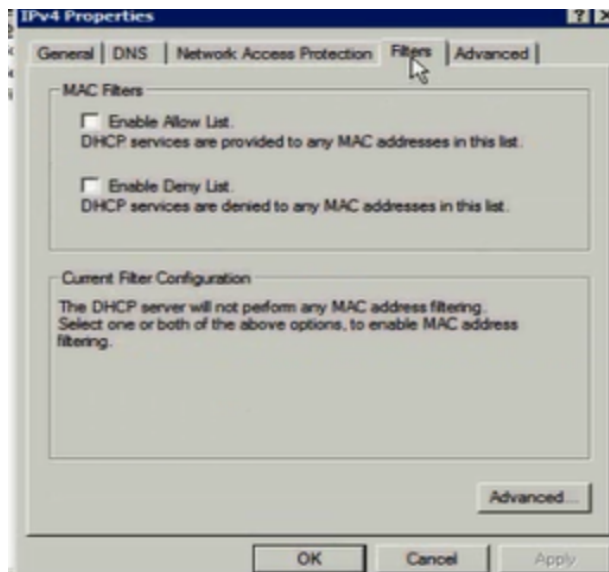 IPv4 Properties
General DNS Network Access Protection Filters Advanced
MAC Filters
Enable Allow List.
DHCP services are provided to any MAC addresses in this list.
Enable Deny List.
DHCP services are denied to any MAC addresses in this list.
Current Filter Configuration
The DHCP server will not perform any MAC address filtering.
Select one or both of the above options, to enable MAC address
filtering.
Advanced...
OK Cancel Apply